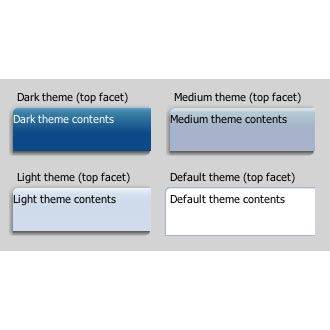 Dark theme (top facet)
Medium theme (top facet)
Dark theme contents
Medium theme contents
Light theme (top facet)
Default theme (top facet)
Light theme contents
Default theme contents